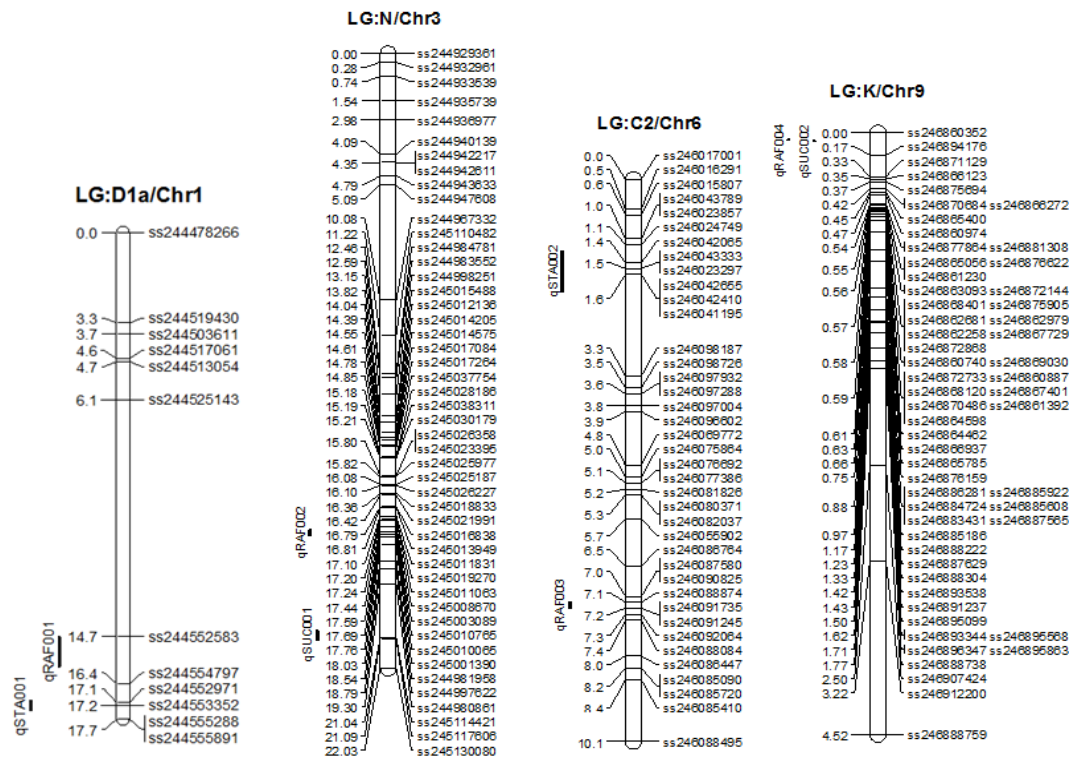 LG:D1a/Chr1
0.0 ss244478266
3.3 ss244519430
3.7 ss244503611
4.6 ss244517061
4.7 ss244513054
6.1 ss244525143
14.7 ss244552583
16.4 ss244554797
17.1 ss244552971
17.2 ss244553352
17.7 ss244555288
ss244555891
qRAF001
qSTA001
LG:N/Chr3
0.00 ss244929361
0.28 ss244932961
0.74 ss244933539
1.54 ss244935739
2.98 ss244936977
4.09 ss244940139
4.35 ss244942217
ss244942611
4.79 ss244943633
5.09 ss244947608
10.08 ss244967332
11.22 ss245110482
12.46 ss244984781
12.59 ss244983552
13.15 ss244998251
13.82 ss245015488
14.04 ss245012136
14.39 ss245014205
14.55 ss245014575
14.61 ss245017084
14.78 ss245017264
14.85 ss245037754
15.18 ss245028186
15.19 ss245038311
15.21 ss245030179
15.80 ss245026358
ss245023395
15.82 ss245025977
16.08 ss245025187
16.10 ss245026227
16.36 ss245018833
16.42 ss245021991
16.79 ss245016838
16.81 ss245013949
17.10 ss245011831
17.20 ss245019270
17.24 ss245011063
17.44 ss245008670
17.59 ss245003089
17.69 ss245010765
17.76 ss245010065
18.03 ss245001390
18.54 ss244981958
18.79 ss244997622
19.30 ss244980861
21.04 ss245114421
21.09 ss245117606
22.03 ss245130080
qRAF002
qSUC001
LG:C2/Chr6
0.0 ss246017001
0.5 ss246016291
0.6 ss246015807
1.0 ss246043789
ss246023857
1.1 ss246024749
1.4 ss246042065
1.5 ss246043333
ss246023297
1.6 ss246042655
ss246042410
ss246041195
3.3 ss246098187
3.5 ss246098726
3.6 ss246097932
ss246097288
3.8 ss246097004
3.9 ss246096602
4.8 ss246069772
5.0 ss246075864
5.1 ss246076692
ss246077386
5.2 ss246081826
5.3 ss246080371
ss246082037
5.7 ss246055902
6.5 ss246086764
7.0 ss246087580
ss246090825
7.1 ss246088874
7.2 ss246091735
ss246091245
7.3 ss246092064
7.4 ss246088084
8.0 ss246086447
8.2 ss246085090
ss246085720
8.4 ss246085410
10.1 ss246088495
qSTA002
qRAF003
LG:K/Chr9
0.00 ss246860352
0.17 ss246894176
0.33 ss246871129
0.35 ss246866123
0.37 ss246875694
0.42 ss246870684 ss246866272
0.45 ss246865400
0.47 ss246860974
0.54 ss246877864 ss246881308
0.55 ss246865056 ss246876622
ss246861230
0.56 ss246863093 ss246872144
ss246868401 ss246875905
0.57 ss246862681 ss246862979
ss246862258 ss246867729
ss246872868
0.58 ss246860740 ss246869030
ss246872733 ss246860887
0.59 ss246868120 ss246867401
ss246870486 ss246861392
ss246864598
0.61 ss246864462
0.63 ss246866937
0.66 ss246865785
0.75 ss246876159
0.88 ss246886281 ss246885922
ss246884724 ss246885608
ss246883431 ss246887565
0.97 ss246885186
1.17 ss246888222
1.23 ss246887629
1.33 ss246888304
1.42 ss246893538
1.43 ss246891237
1.50 ss246895099
1.62 ss246893344 ss246895568
1.71 ss246896347 ss246895863
1.77 ss246888738
2.50 ss246907424
3.22 ss246912200
4.52 ss246888759
qRAF004
qSUC002